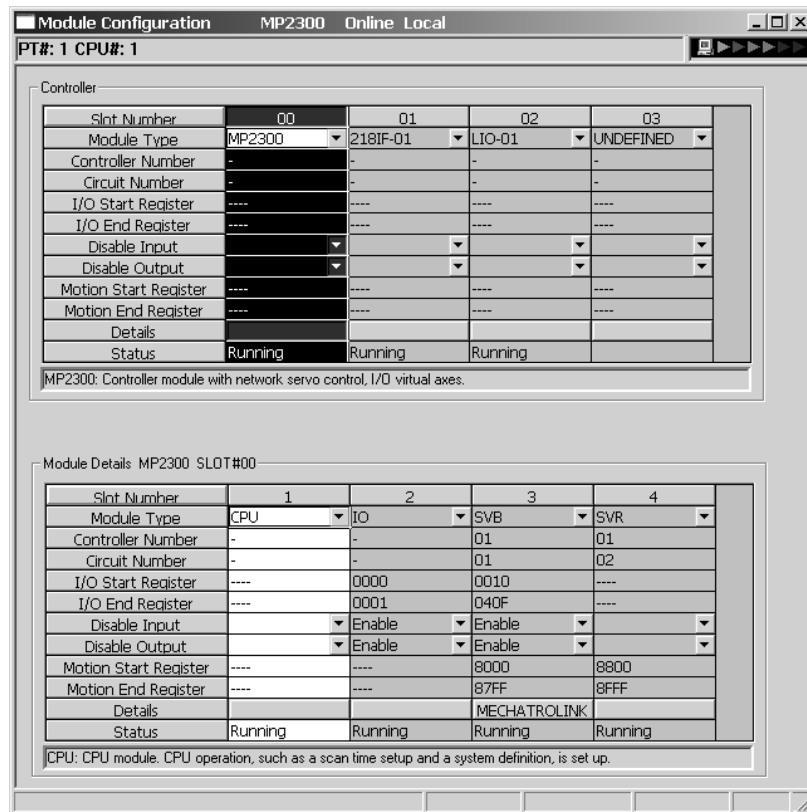 Module Configuration MP2300 Online Local
PT#: 1 CPU#: 1
Controller
Slot Number 00 01 02 03
Module Type MP2300 218IF-01 LIO-01 UNDEFINED
Controller Number - - - -
Circuit Number - - - -
I/O Start Register ---- ---- ---- ----
I/O End Register ---- ---- ---- ----
Disable Input
Disable Output
Motion Start Register ---- ---- ---- ----
Motion End Register ---- ---- ---- ----
Details
Status Running Running Running
MP2300: Controller module with network servo control, I/O virtual axes.
Module Details MP2300 SLOT#00
Slot Number 1 2 3 4
Module Type CPU IO SVB SVR
Controller Number - - 01 01
Circuit Number - - 01 02
I/O Start Register ---- 0000 0010 ----
I/O End Register ---- 0001 040F ----
Disable Input Enable Enable
Disable Output Enable Enable
Motion Start Register ---- ---- 8000 8800
Motion End Register ---- ---- 87FF 8FFF
Details MECHATROLINK
Status Running Running Running Running
CPU: CPU module. CPU operation, such as a scan time setup and a system definition, is set up.